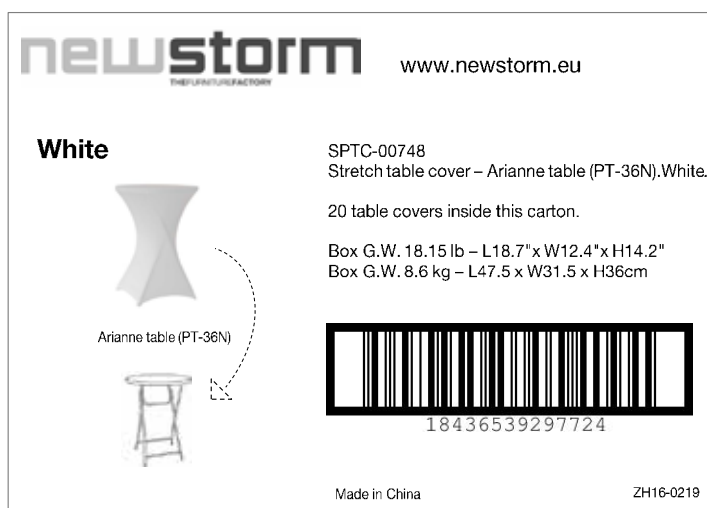 newstorm
THEFURNITUREFACTORY
www.newstorm.eu
White
SPTC-00748
Stretch table cover – Arianne table (PT-36N).White.
20 table covers inside this carton.
Box G.W. 18.15 lb – L18.7"x W12.4"x H14.2"
Box G.W. 8.6 kg – L47.5 x W31.5 x H36cm
Arianne table (PT-36N)
18436539297724
Made in China
ZH16-0219